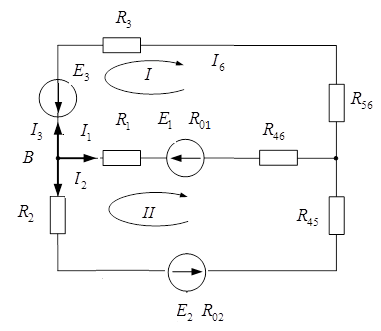 R3
E3
I
I6
R56
I3 I1 R1 E1 R01 R46
B
I2
R2
II
R45
E2 R02